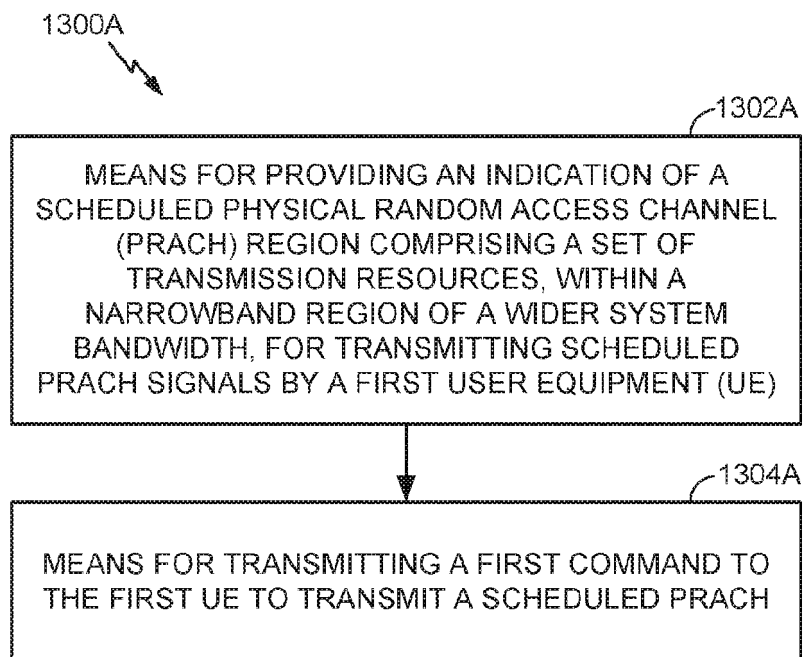 1300A
1302A
MEANS FOR PROVIDING AN INDICATION OF A
SCHEDULED PHYSICAL RANDOM ACCESS CHANNEL
(PRACH) REGION COMPRISING A SET OF
TRANSMISSION RESOURCES, WITHIN A
NARROWBAND REGION OF A WIDER SYSTEM
BANDWIDTH, FOR TRANSMITTING SCHEDULED
PRACH SIGNALS BY A FIRST USER EQUIPMENT (UE)
1304A
MEANS FOR TRANSMITTING A FIRST COMMAND TO
THE FIRST UE TO TRANSMIT A SCHEDULED PRACH